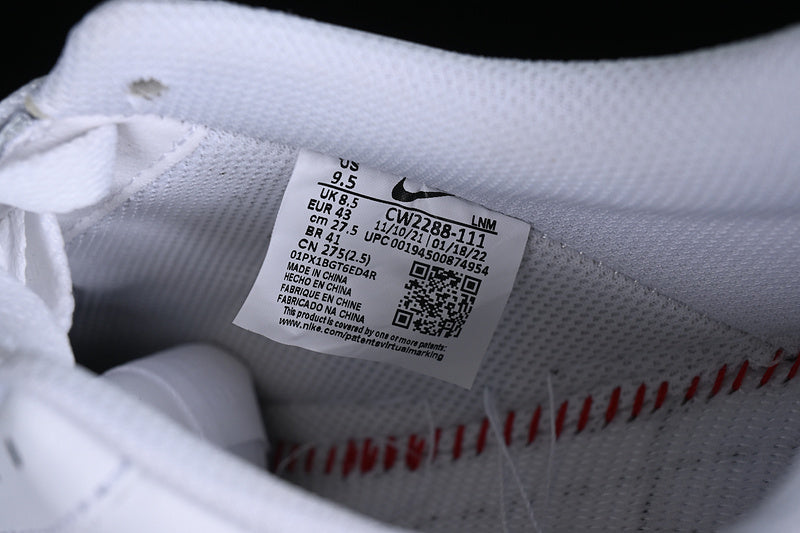 US
9.5
UK 8.5
EUR 43
cm 27.5
BR 41
CN 275(2.5)
CW2288-111
LNM
11/10/21 | 01/18/22
UPC 00194500874954
01PX1BGT6ED4R
MADE IN CHINA
HECHO EN CHINA
FABRIQUE EN CHINE
FABRICADO NA CHINA
This product is covered by one or more patents:
www.nike.com/patentsvirtualmarking